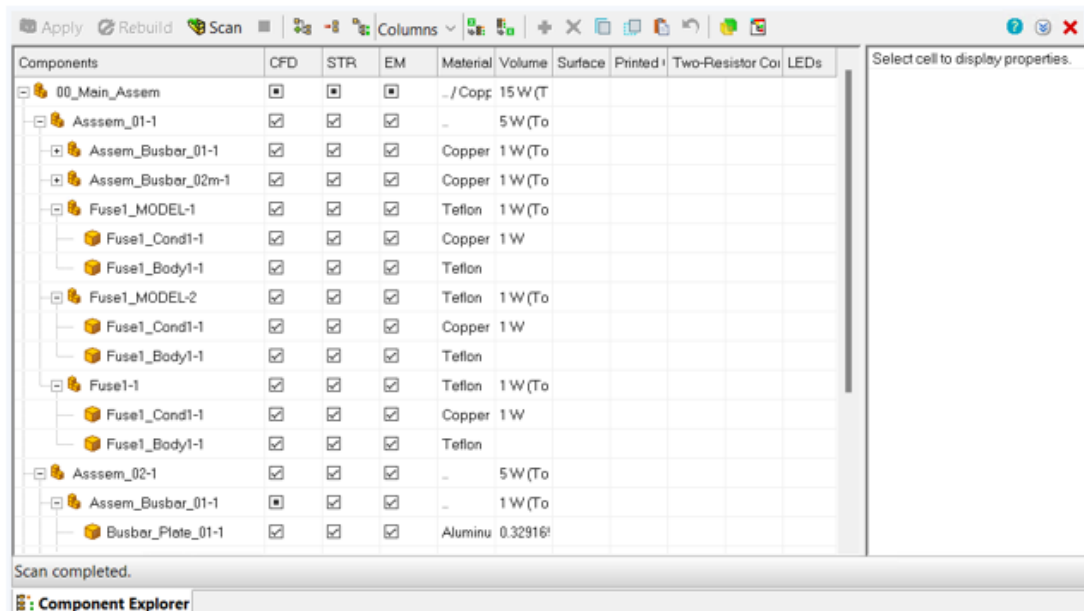 Apply Rebuild Scan Columns
Components CFD STR EM Material Volume Surface Printed Two-Resistor Coı LEDs
Select cell to display properties.
00_Main_Assem ../Copp 15 W (T
Asssem_01-1 .. 5 W (To
Assem_Busbar_01-1 Copper 1 W (To
Assem_Busbar_02m-1 Copper 1 W (To
Fuse1_MODEL-1 Teflon 1 W (To
Fuse1_Cond1-1 Copper 1 W
Fuse1_Body1-1 Teflon
Fuse1_MODEL-2 Teflon 1 W (To
Fuse1_Cond1-1 Copper 1 W
Fuse1_Body1-1 Teflon
Fuse1-1 Teflon 1 W (To
Fuse1_Cond1-1 Copper 1 W
Fuse1_Body1-1 Teflon
Asssem_02-1 .. 5 W (To
Assem_Busbar_01-1 .. 1 W (To
Busbar_Plate_01-1 Aluminu 0.32916
Scan completed.
Component Explorer